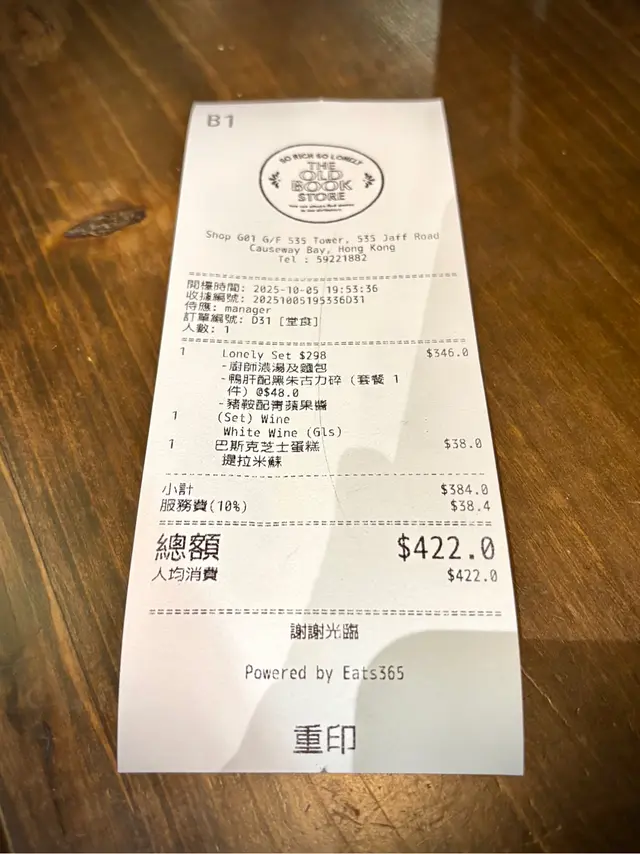 B1
SO RICH SO LONELY
THE
OLD
BOOK
STORE
Shop G01 G/F 535 Tower, 535 Jaff Road
Causeway Bay, Hong Kong
Tel : 59221882
開檯時間: 2025-10-05 19:53:36
收據編號: 20251005195336D31
侍應: manager
訂單編號: D31 [堂食]
人數: 1
1 Lonely Set $298 $346.0
-廚師濃湯及麵包
-鴨肝配黑朱古力碎 (套餐 1
件) @$48.0
-豬鞍配青蘋果醬
1 (Set) Wine
White Wine (Gls)
1 巴斯克芝士蛋糕 $38.0
提拉米蘇
小計 $384.0
服務費(10%) $38.4
總額 $422.0
人均消費 $422.0
謝謝光臨
Powered by Eats365
重印